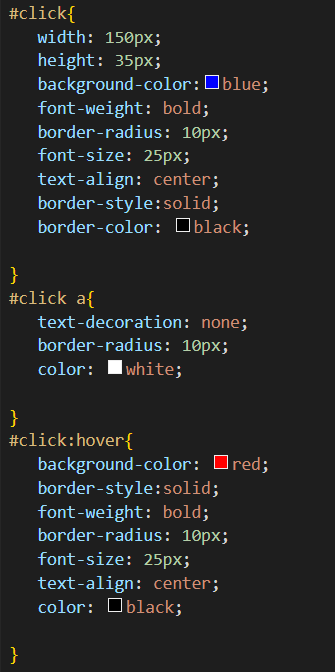 #click{
width: 150px;
height: 35px;
background-color:blue;
font-weight: bold;
border-radius: 10px;
font-size: 25px;
text-align: center;
border-style:solid;
border-color: black;
}
#click a{
text-decoration: none;
border-radius: 10px;
color: white;
}
#click:hover{
background-color: red;
border-style:solid;
font-weight: bold;
border-radius: 10px;
font-size: 25px;
text-align: center;
color: black;
}